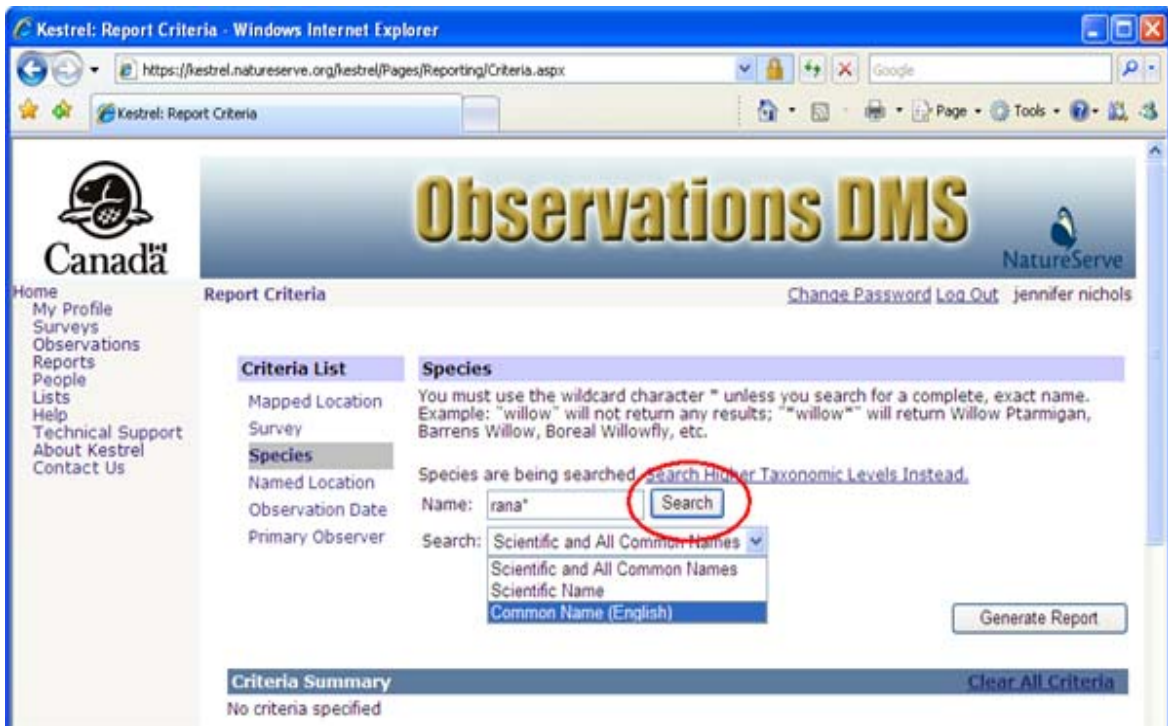 Kestrel: Report Criteria - Windows Internet Explorer
https://kestrel.natureserve.org/kestrel/Pages/Reporting/Criteria.aspx
Google
Kestrel: Report Criteria
Page
Tools
Observations DMS
Canada
NatureServe
Home
My Profile
Surveys
Observations
Reports
People
Lists
Help
Technical Support
About Kestrel
Contact Us
Report Criteria
Change Password Log Out jennifer nichols
Criteria List
Mapped Location
Survey
Species
Named Location
Observation Date
Primary Observer
Species
You must use the wildcard character * unless you search for a complete, exact name.
Example: "willow" will not return any results; "*willow*" will return Willow Ptarmigan,
Barrens Willow, Boreal Willowfly, etc.
Species are being searched. Search Higher Taxonomic Levels Instead.
Name: rana* Search
Search: Scientific and All Common Names
Scientific and All Common Names
Scientific Name
Common Name (English)
Generate Report
Criteria Summary Clear All Criteria
No criteria specified